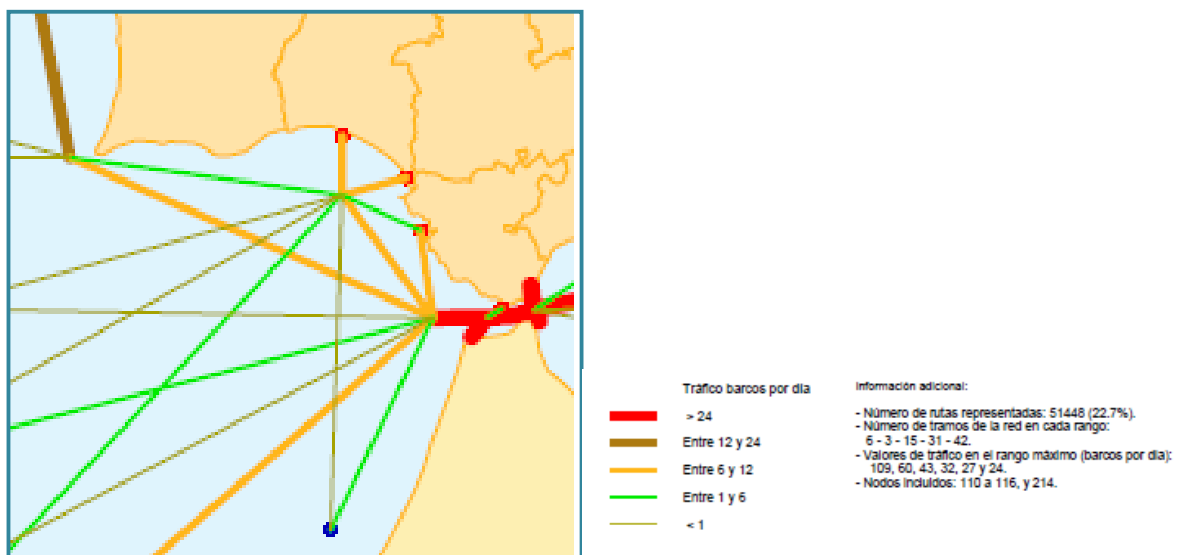 Tráfico barcos por dia
> 24
Entre 12 y 24
Entre 6 y 12
Entre 1 y 6
< 1
Información adicional:
- Número de rutas representadas: 51448 (22.7%).
- Número de tramos de la red en cada rango:
6 - 3 - 15 - 31 - 42.
- Valores de tráfico en el rango máximo (barcos por dia):
109, 60, 43, 32, 27 y 24.
- Nodos incluidos: 110 a 116, y 214.